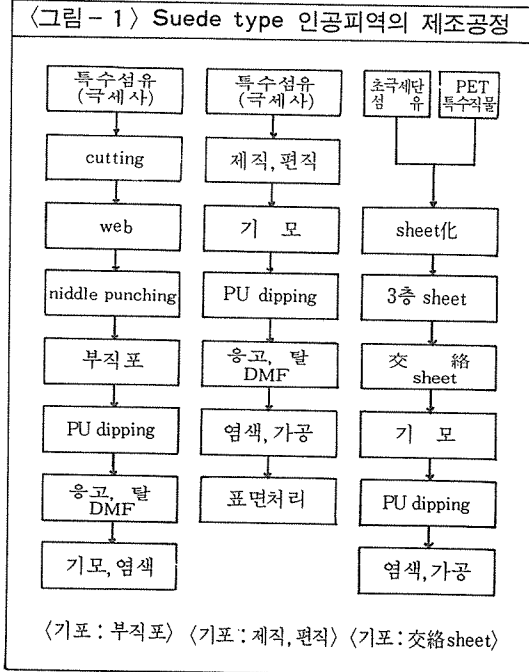 〈그림-1〉 Suede type 인공피역의 제조공정
특수섬유
(극세사)
cutting
web
niddle punching
부직포
PU dipping
응고, 탈
DMF
기모, 염색
〈기포 : 부직포〉
특수섬유
(극세사)
제직, 편직
기 모
PU dipping
응고, 탈
DMF
염색, 가공
표면처리
〈기포 : 제직, 편직〉
초극세단
섬 유
PET
특수직물
sheet化
3층 sheet
交 絡
sheet
기 모
PU dipping
염색, 가공
〈기포 : 交絡sheet〉